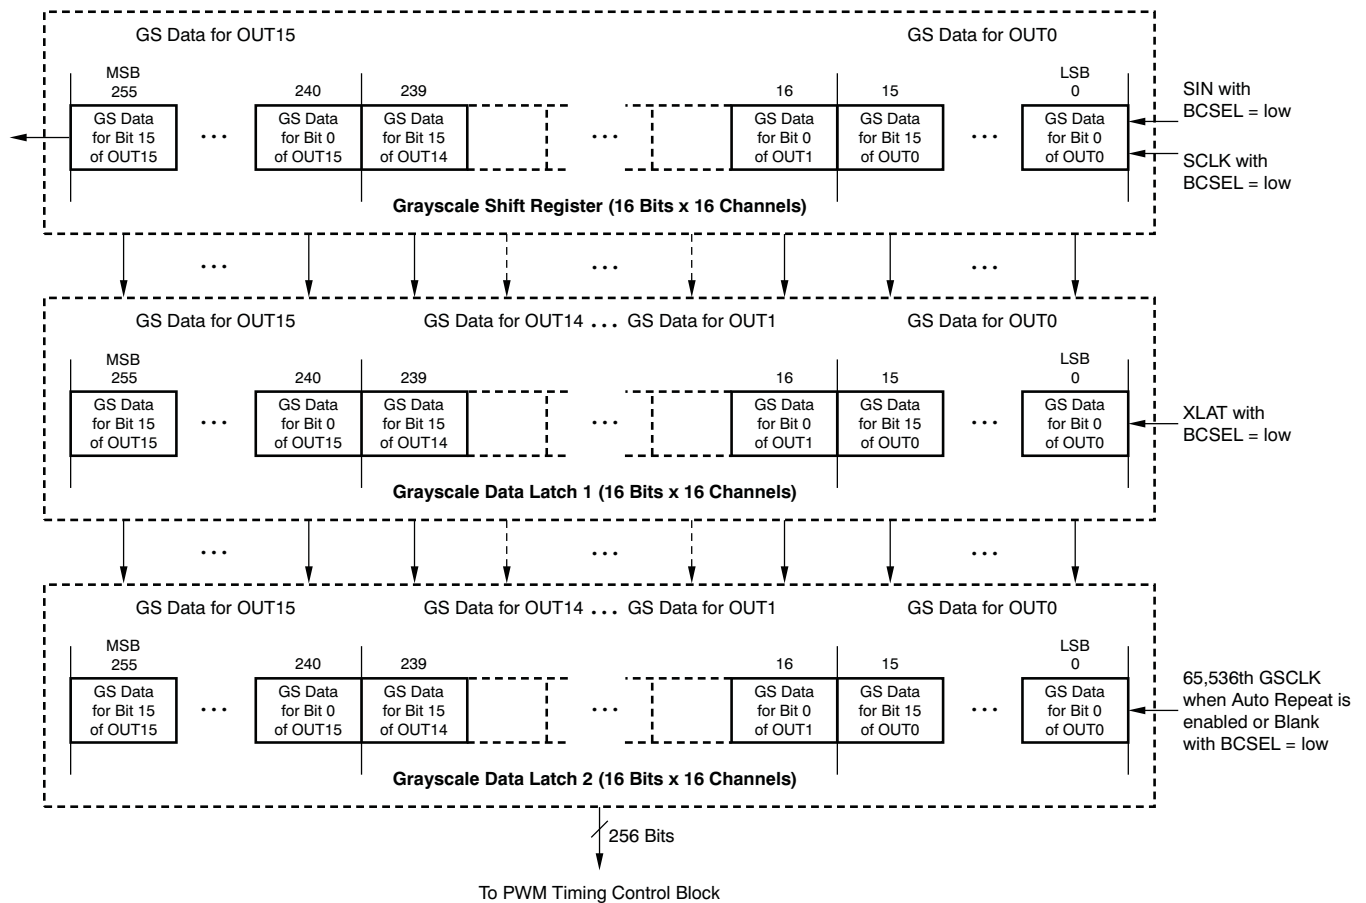 GS Data for OUT15 GS Data for OUT0
MSB LSB
255 240 239 16 15 0
GS Data GS Data GS Data ... GS Data GS Data GS Data
for Bit 15 ... for Bit 0 for Bit 15 ... for Bit 0 for Bit 15 ... for Bit 0
of OUT15 of OUT15 of OUT14 of OUT1 of OUT0 of OUT0
SIN with
BCSEL = low
SCLK with
BCSEL = low
Grayscale Shift Register (16 Bits x 16 Channels)
... ... ...
GS Data for OUT15 GS Data for OUT14 ... GS Data for OUT1 GS Data for OUT0
MSB LSB
255 240 239 16 15 0
GS Data GS Data GS Data GS Data GS Data GS Data
for Bit 15 ... for Bit 0 for Bit 15 ... for Bit 0 for Bit 15 ... for Bit 0
of OUT15 of OUT15 of OUT14 of OUT1 of OUT0 of OUT0
XLAT with
BCSEL = low
Grayscale Data Latch 1 (16 Bits x 16 Channels)
... ... ...
GS Data for OUT15 GS Data for OUT14 ... GS Data for OUT1 GS Data for OUT0
MSB LSB
255 240 239 16 15 0
GS Data GS Data GS Data GS Data GS Data GS Data
for Bit 15 ... for Bit 0 for Bit 15 ... for Bit 0 for Bit 15 ... for Bit 0
of OUT15 of OUT15 of OUT14 of OUT1 of OUT0 of OUT0
65,536th GSCLK
when Auto Repeat is
enabled or Blank
with BCSEL = low
Grayscale Data Latch 2 (16 Bits x 16 Channels)
256 Bits
To PWM Timing Control Block